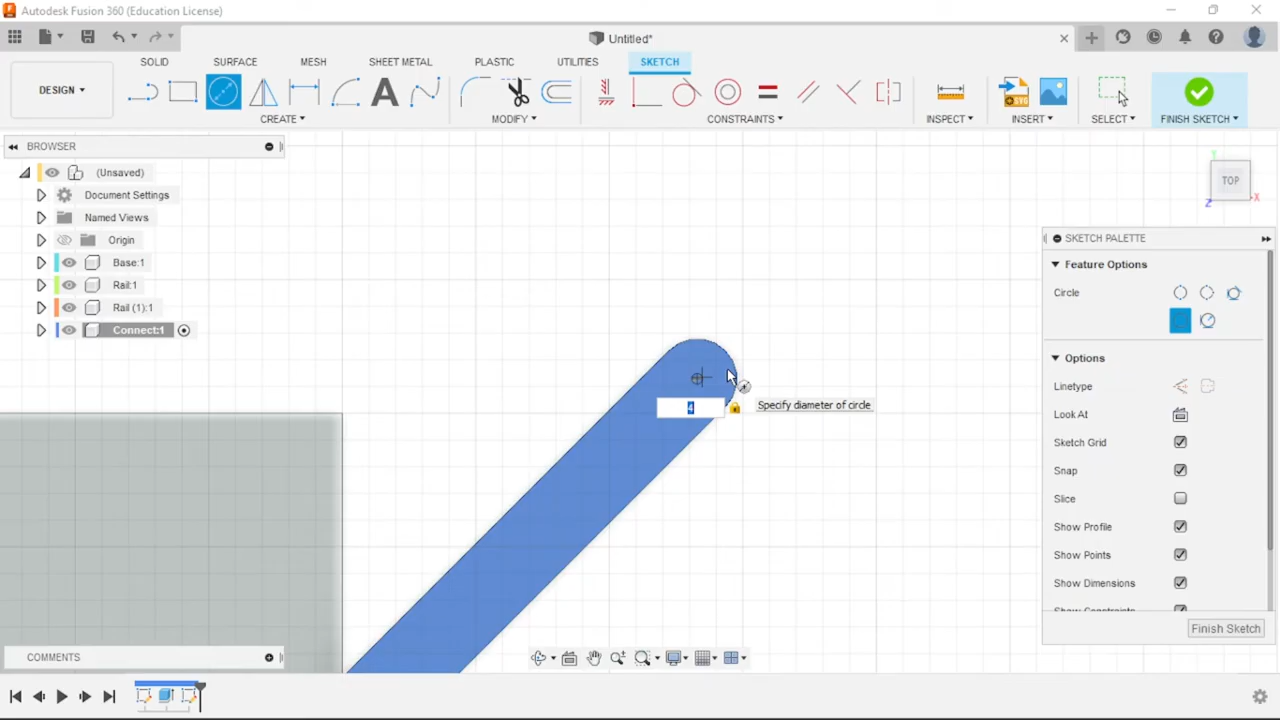 Autodesk Fusion 360 (Education License)
Untitled*
DESIGN
SOLID
SURFACE
MESH
SHEET METAL
PLASTIC
UTILITIES
SKETCH
CREATE
MODIFY
CONSTRAINTS
INSPECT
INSERT
SELECT
FINISH SKETCH
BROWSER
(Unsaved)
Document Settings
Named Views
Origin
Base:1
Rail:1
Rail (1):1
Connect:1
TOP
Y
X
Z
4
Specify diameter of circle
SKETCH PALETTE
Feature Options
Circle
Options
Linetype
Look At
Sketch Grid
Snap
Slice
Show Profile
Show Points
Show Dimensions
Show Constraints
Finish Sketch
COMMENTS